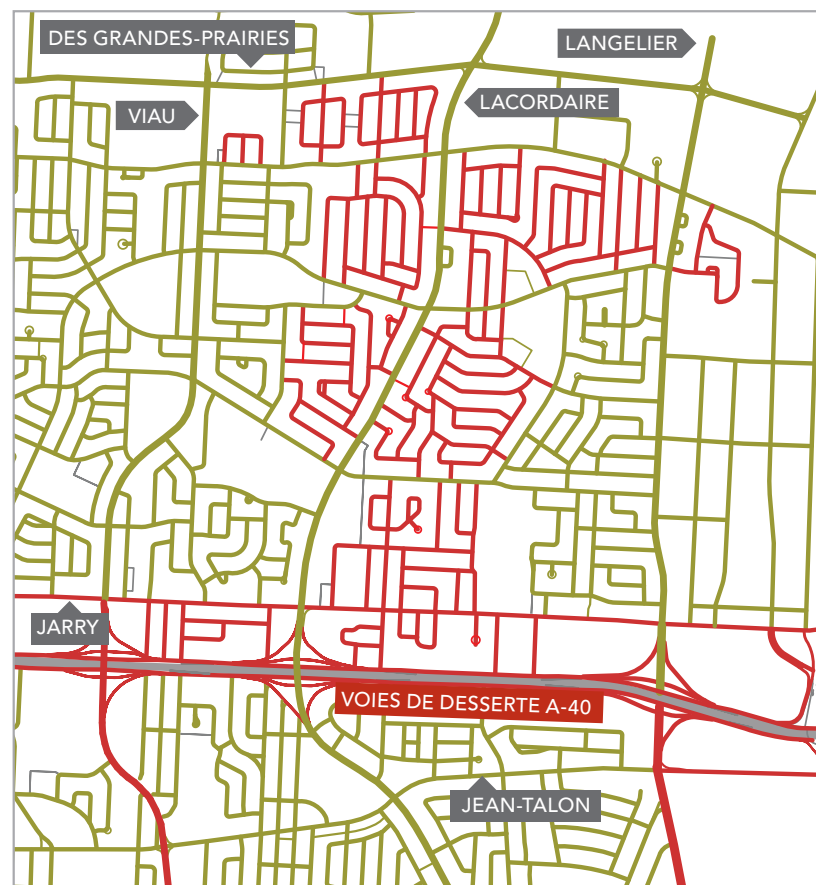 DES GRANDES-PRAIRIES
LANGELIER
VIAU
LACORDAIRE
JARRY
VOIES DE DESSERTE A-40
JEAN-TALON